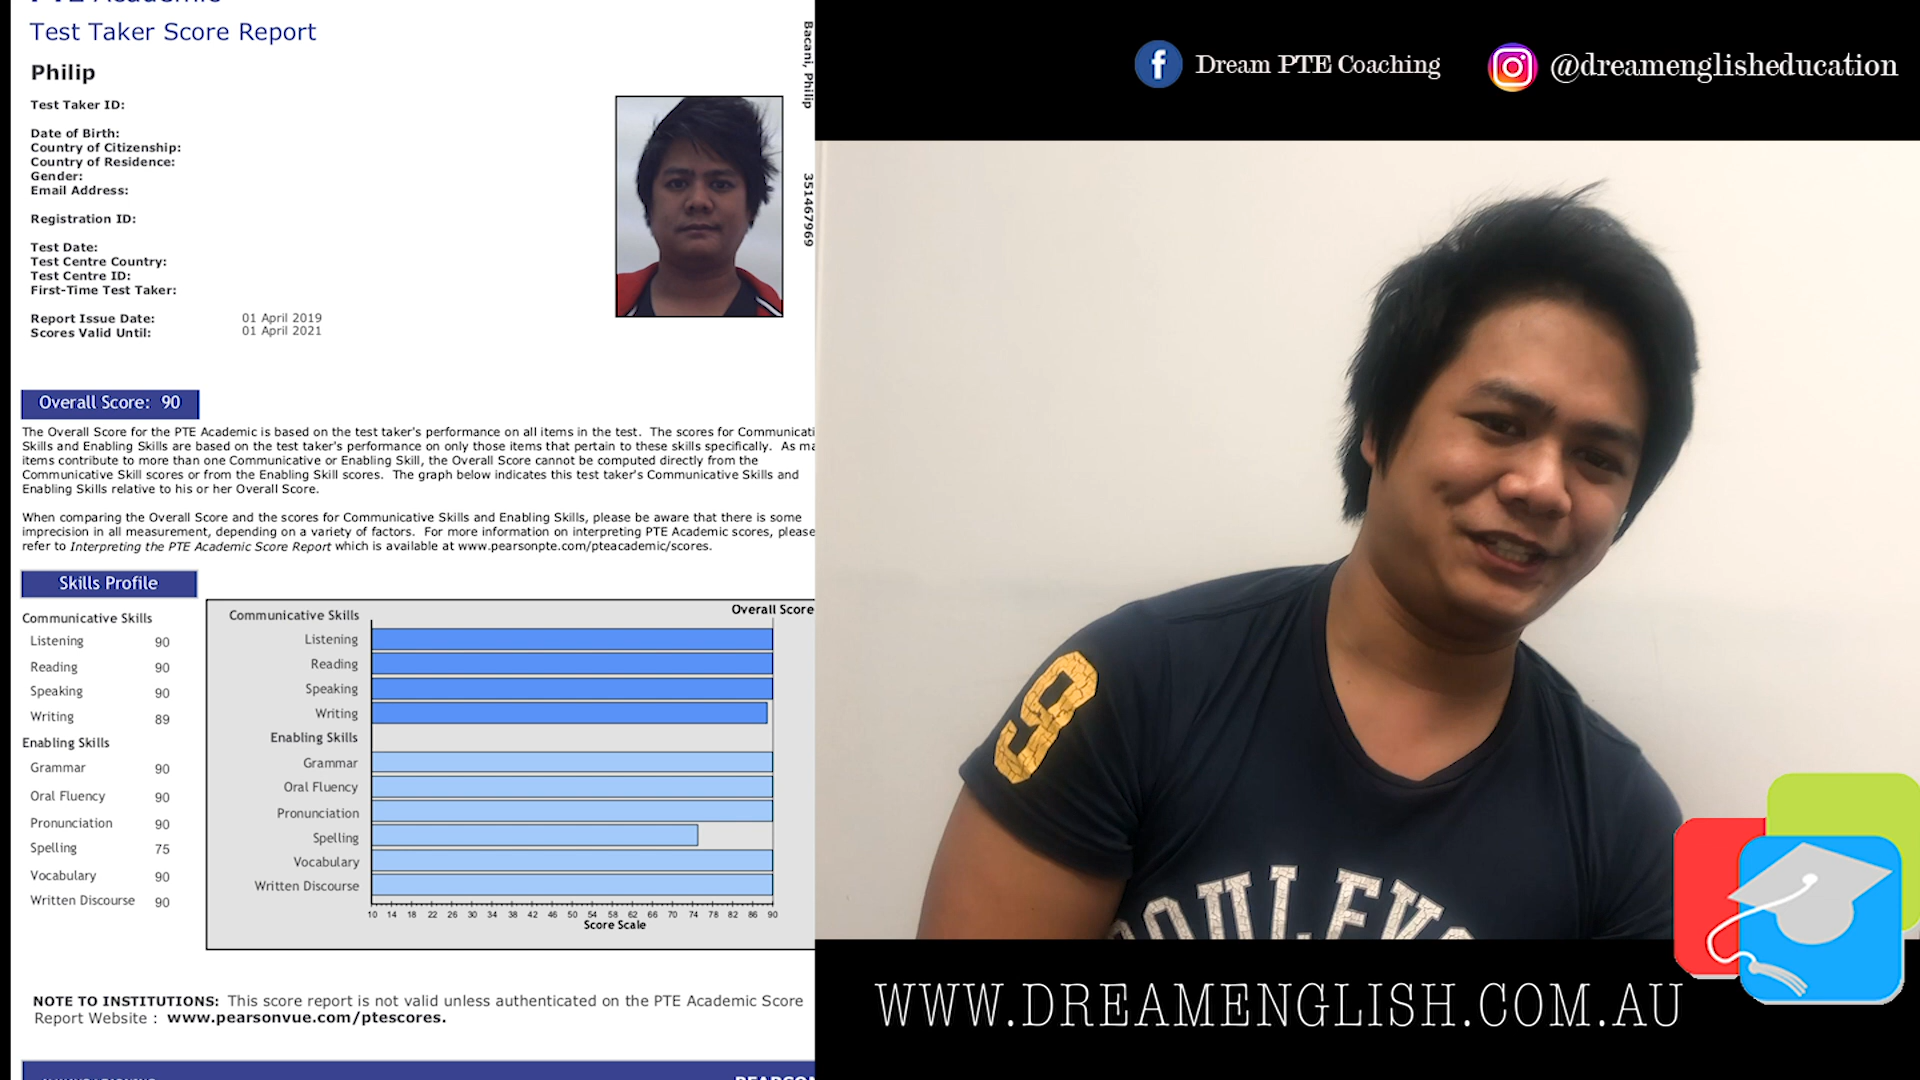 PTE Academic
Test Taker Score Report
Philip
Test Taker ID:
Date of Birth:
Country of Citizenship:
Country of Residence:
Gender:
Email Address:
Registration ID:
Test Date:
Test Centre Country:
Test Centre ID:
First-Time Test Taker:
Report Issue Date: 01 April 2019
Scores Valid Until: 01 April 2021
Bacani, Philip
351467969
Overall Score: 90
The Overall Score for the PTE Academic is based on the test taker's performance on all items in the test. The scores for Communicati
Skills and Enabling Skills are based on the test taker's performance on only those items that pertain to these skills specifically. As ma
items contribute to more than one Communicative or Enabling Skill, the Overall Score cannot be computed directly from the
Communicative Skill scores or from the Enabling Skill scores. The graph below indicates this test taker's Communicative Skills and
Enabling Skills relative to his or her Overall Score.
When comparing the Overall Score and the scores for Communicative Skills and Enabling Skills, please be aware that there is some
imprecision in all measurement, depending on a variety of factors. For more information on interpreting PTE Academic scores, please
refer to Interpreting the PTE Academic Score Report which is available at www.pearsonpte.com/pteacademic/scores.
Skills Profile
Communicative Skills
Listening 90
Reading 90
Speaking 90
Writing 89
Enabling Skills
Grammar 90
Oral Fluency 90
Pronunciation 90
Spelling 75
Vocabulary 90
Written Discourse 90
Overall Score
Communicative Skills
Listening
Reading
Speaking
Writing
Enabling Skills
Grammar
Oral Fluency
Pronunciation
Spelling
Vocabulary
Written Discourse
10 14 18 22 26 30 34 38 42 46 50 54 58 62 66 70 74 78 82 86 90
Score Scale
NOTE TO INSTITUTIONS: This score report is not valid unless authenticated on the PTE Academic Score
Report Website : www.pearsonvue.com/ptescores.
PEARSON
Dream PTE Coaching
@dreamenglisheducation
9
WWW.DREAMENGLISH.COM.AU